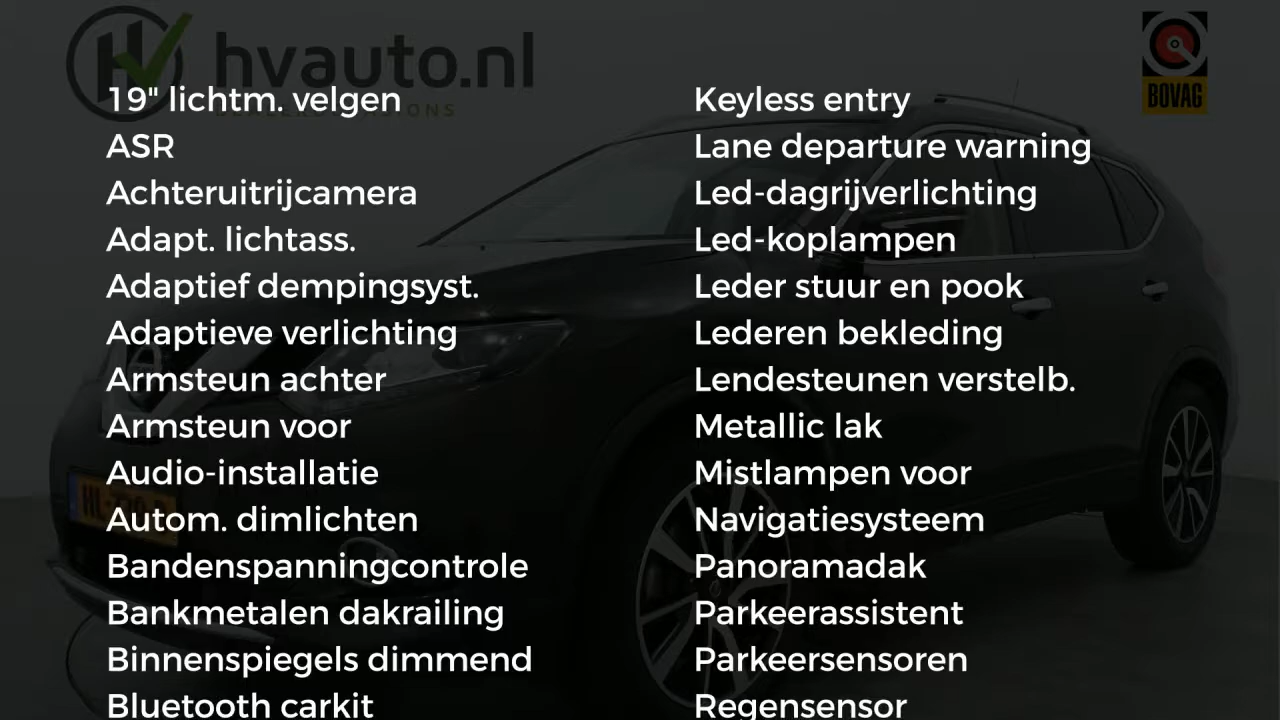 hvauto.nl
BOVAG
19" lichtm. velgen
ASR
Achteruitrijcamera
Adapt. lichtass.
Adaptief dempingsyst.
Adaptieve verlichting
Armsteun achter
Armsteun voor
Audio-installatie
Autom. dimlichten
Bandenspanningcontrole
Bankmetalen dakrailing
Binnenspiegels dimmend
Bluetooth carkit
Keyless entry
Lane departure warning
Led-dagrijverlichting
Led-koplampen
Leder stuur en pook
Lederen bekleding
Lendesteunen verstelb.
Metallic lak
Mistlampen voor
Navigatiesysteem
Panoramadak
Parkeerassistent
Parkeersensoren
Regensensor